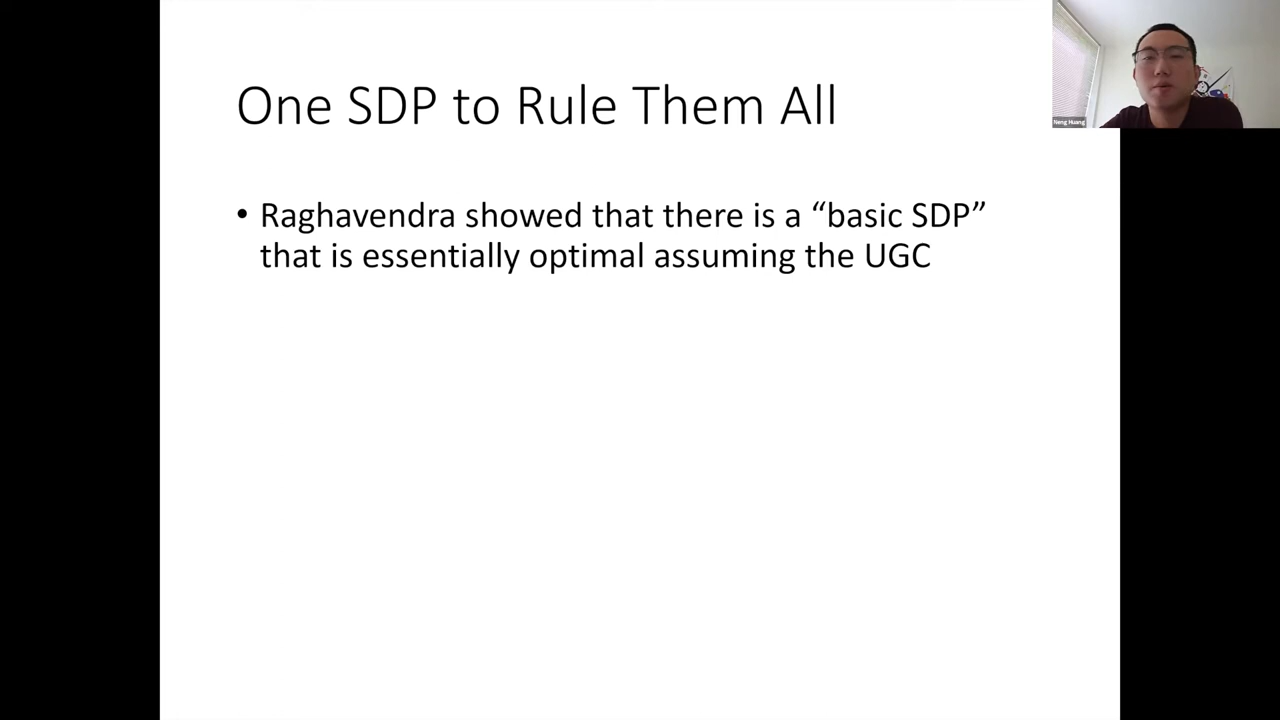 One SDP to Rule Them All
• Raghavendra showed that there is a “basic SDP”
that is essentially optimal assuming the UGC
Neng Huang